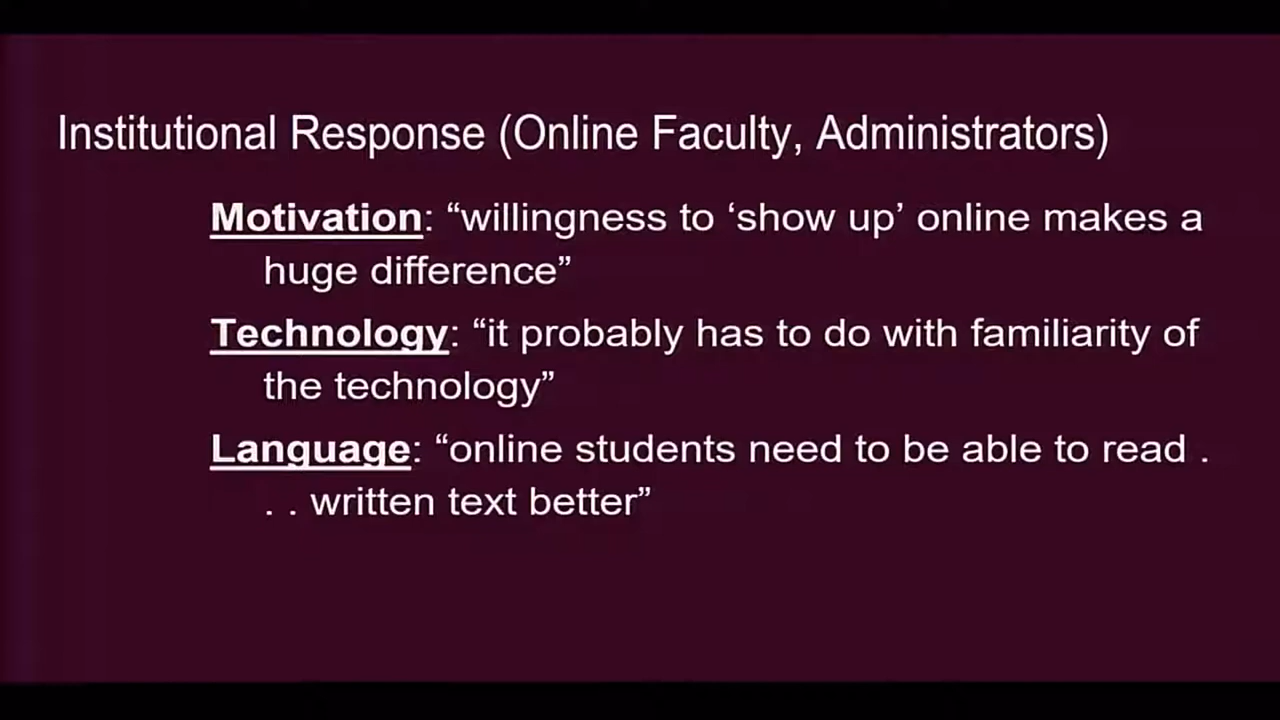 Institutional Response (Online Faculty, Administrators)
Motivation: “willingness to ‘show up’ online makes a
huge difference”
Technology: “it probably has to do with familiarity of
the technology”
Language: “online students need to be able to read .
. . written text better”